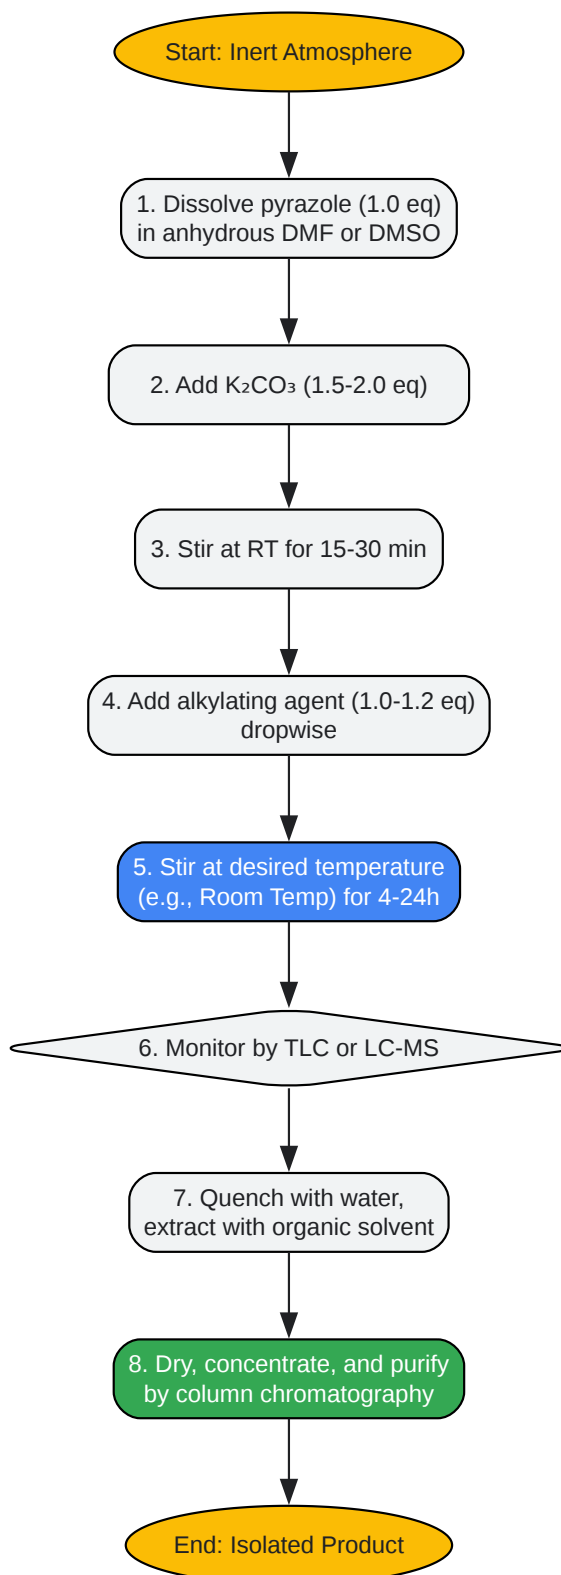 Start: Inert Atmosphere
1. Dissolve pyrazole (1.0 eq)
in anhydrous DMF or DMSO
2. Add K₂CO₃ (1.5-2.0 eq)
3. Stir at RT for 15-30 min
4. Add alkylating agent (1.0-1.2 eq)
dropwise
5. Stir at desired temperature
(e.g., Room Temp) for 4-24h
6. Monitor by TLC or LC-MS
7. Quench with water,
extract with organic solvent
8. Dry, concentrate, and purify
by column chromatography
End: Isolated Product